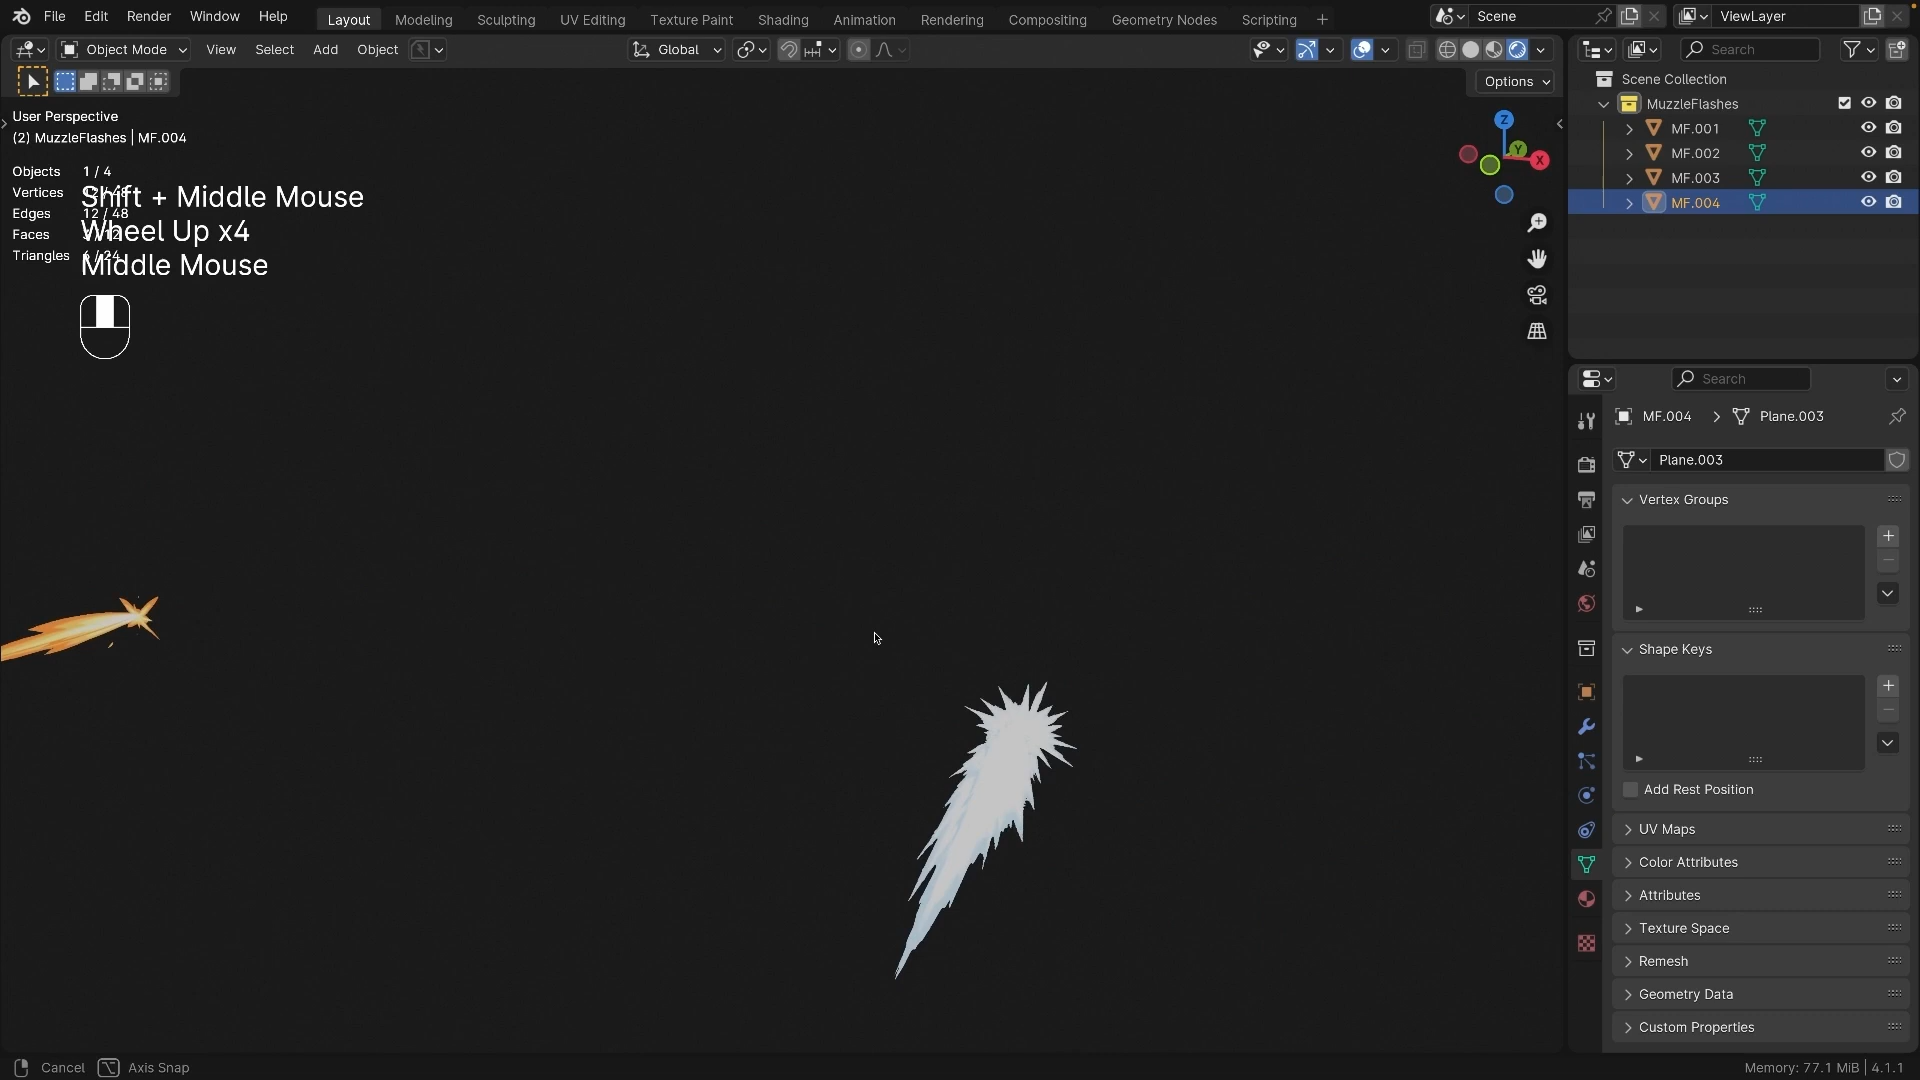 File Edit Render Window Help Layout Modeling Sculpting UV Editing Texture Paint Shading Animation Rendering Compositing Geometry Nodes Scripting + Scene ViewLayer
Object Mode View Select Add Object Global Search
Options
User Perspective
(2) MuzzleFlashes | MF.004
Objects 1 / 4
Vertices
Shift + Middle Mouse
Edges 12 / 48
Faces
Wheel Up x4
Triangles
Middle Mouse
Z
Y
X
Scene Collection
MuzzleFlashes
MF.001
MF.002
MF.003
MF.004
Search
MF.004 > Plane.003
Plane.003
Vertex Groups
Shape Keys
Add Rest Position
UV Maps
Color Attributes
Attributes
Texture Space
Remesh
Geometry Data
Custom Properties
Cancel Axis Snap Memory: 77.1 MiB | 4.1.1